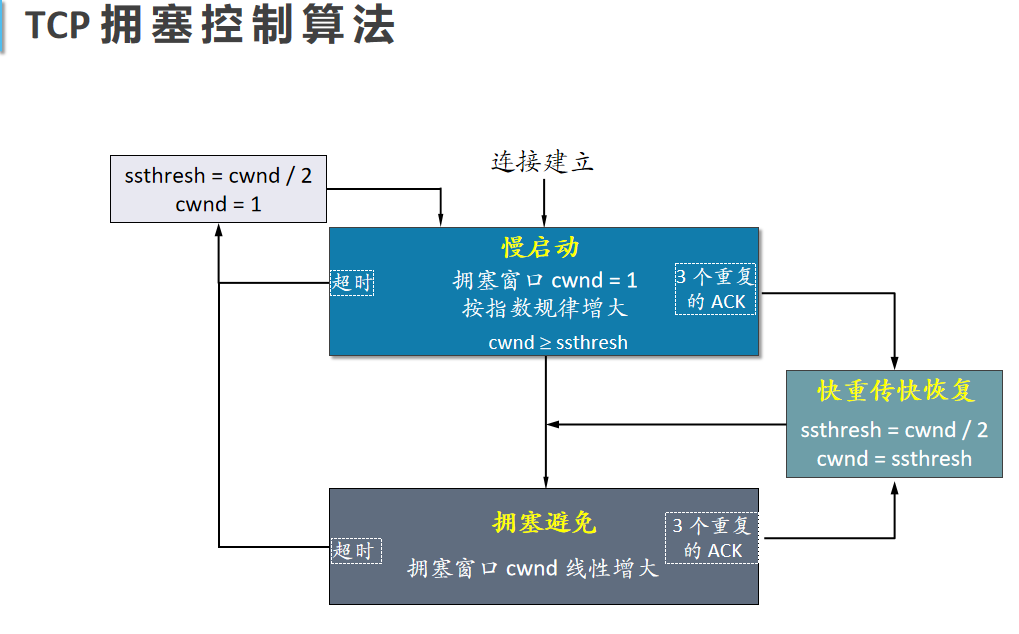 TCP 拥塞控制算法
连接建立
ssthresh = cwnd / 2
cwnd = 1
慢启动
拥塞窗口 cwnd = 1
按指数规律增大
cwnd ≥ ssthresh
超时
3 个重复
的 ACK
快重传快恢复
ssthresh = cwnd / 2
cwnd = ssthresh
拥塞避免
拥塞窗口 cwnd 线性增大
超时
3 个重复
的 ACK